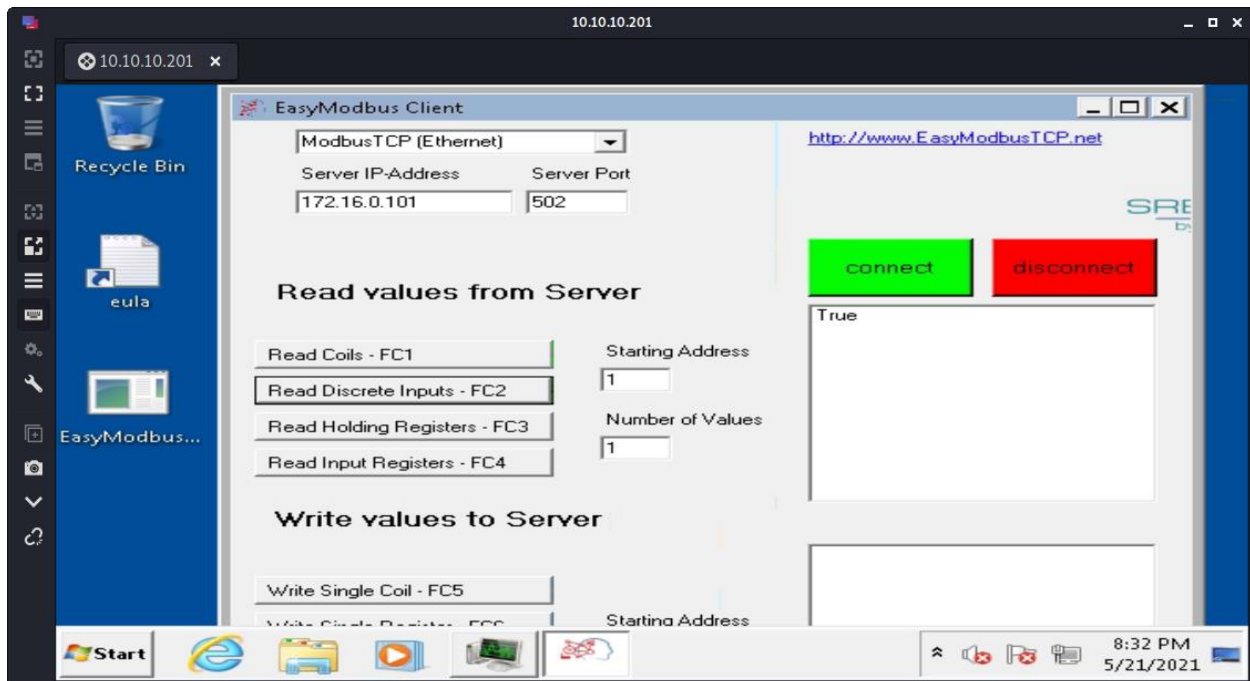 10.10.10.201
10.10.10.201
EasyModbus Client
Recycle Bin
ModbusTCP (Ethernet)
http://www.EasyModbusTCP.net
Server IP-Address
Server Port
172.16.0.101
502
SRE
by
connect
disconnect
eula
Read values from Server
True
Read Coils - FC1
Starting Address
1
Read Discrete Inputs - FC2
Number of Values
Read Holding Registers - FC3
1
EasyModbus...
Read Input Registers - FC4
Write values to Server
Write Single Coil - FC5
Starting Address
Start
8:32 PM
5/21/2021